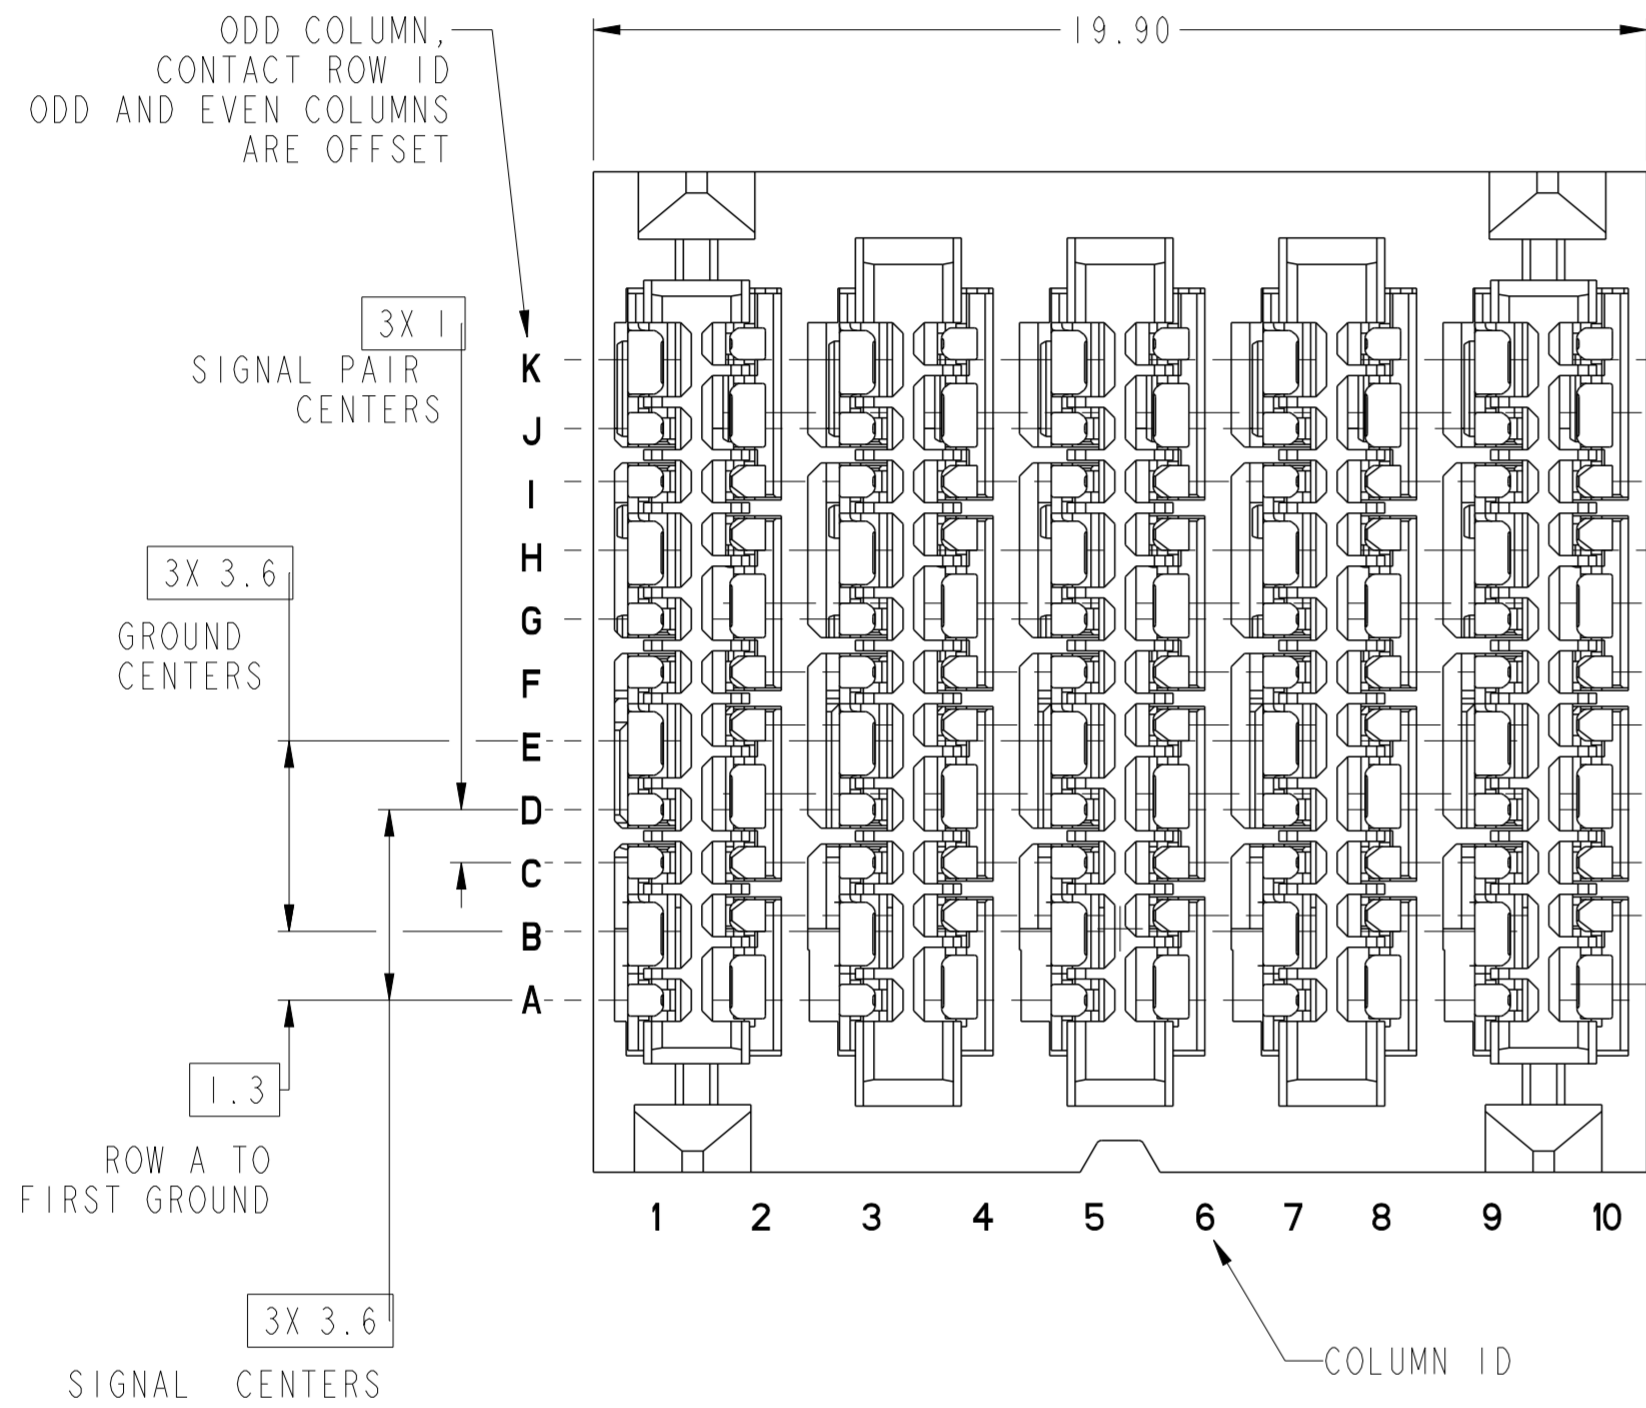 ODD COLUMN,
CONTACT ROW ID
ODD AND EVEN COLUMNS
ARE OFFSET
19.90
3X 1
SIGNAL PAIR
CENTERS
3X 3.6
GROUND
CENTERS
K
J
I
H
G
F
E
D
C
B
A
1.3
ROW A TO
FIRST GROUND
3X 3.6
SIGNAL CENTERS
1 2 3 4 5 6 7 8 9 10
COLUMN ID